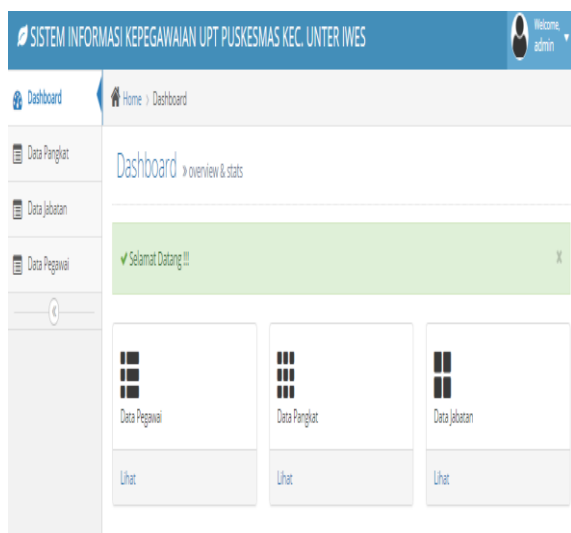 SISTEM INFORMASI KEPEGAWAIAN UPT PUSKESMAS KEC. UNTER IWES
Welcome,
admin
Dashboard
Home > Dashboard
Data Pangkat
Data Jabatan
Data Pegawai
Dashboard » overview & stats
Selamat Datang !!!
X
Data Pegawai
Data Pangkat
Data Jabatan
Lihat
Lihat
Lihat